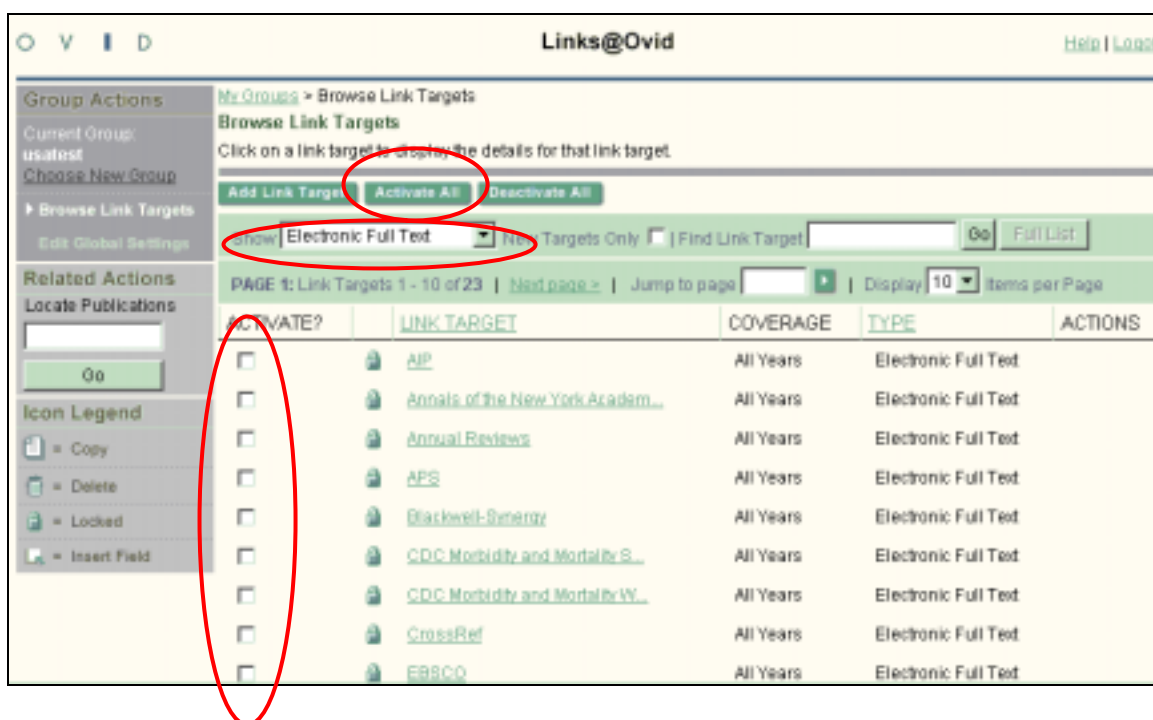 O V I D
Links@Ovid
Help | Logo
Group Actions
Current Group:
usatest
Choose New Group
Browse Link Targets
Edit Global Settings
Related Actions
Locate Publications
Go
Icon Legend
= Copy
= Delete
= Locked
= Insert Field
My Groups > Browse Link Targets
Browse Link Targets
Click on a link target to display the details for that link target.
Add Link Target Activate All Deactivate All
Show Electronic Full Text New Targets Only | Find Link Target Go Full List
PAGE 1: Link Targets 1 - 10 of 23 | Next page > | Jump to page | Display 10 Items per Page
ACTIVATE? LINK TARGET COVERAGE TYPE ACTIONS
AIP All Years Electronic Full Text
Annals of the New York Academ... All Years Electronic Full Text
Annual Reviews All Years Electronic Full Text
APS All Years Electronic Full Text
Blackwell-Synergy All Years Electronic Full Text
CDC Morbidity and Mortality S... All Years Electronic Full Text
CDC Morbidity and Mortality W... All Years Electronic Full Text
CrossRef All Years Electronic Full Text
EBSCO All Years Electronic Full Text